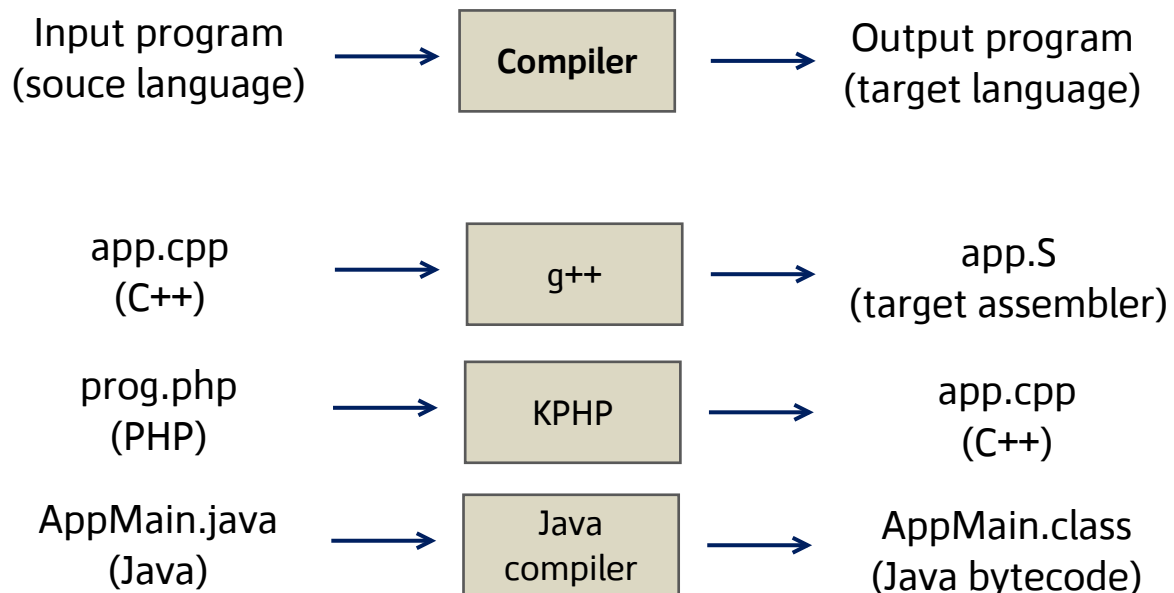 Input program
(souce language)
Compiler
Output program
(target language)
app.cpp
(C++)
g++
app.S
(target assembler)
prog.php
(PHP)
KPHP
app.cpp
(C++)
AppMain.java
(Java)
Java
compiler
AppMain.class
(Java bytecode)